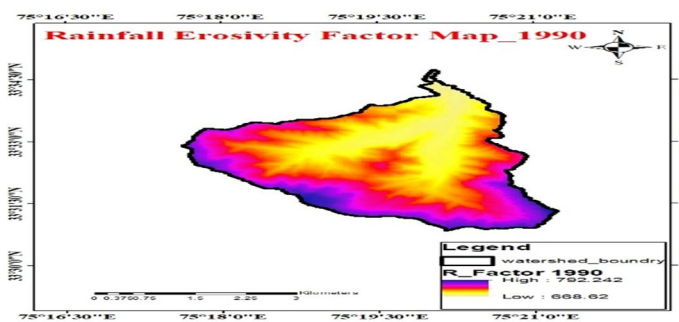 75°16'30"E 75°18'0"E 75°19'30"E 75°21'0"E
Rainfall Erosivity Factor Map_1990
N
W E
S
Legend
watershed_boundry
R_Factor 1990
High : 792.242
Low : 668.62
0 0.3750.75 1.5 2.25 3
Kilometers
75°16'30"E 75°18'0"E 75°19'30"E 75°21'0"E